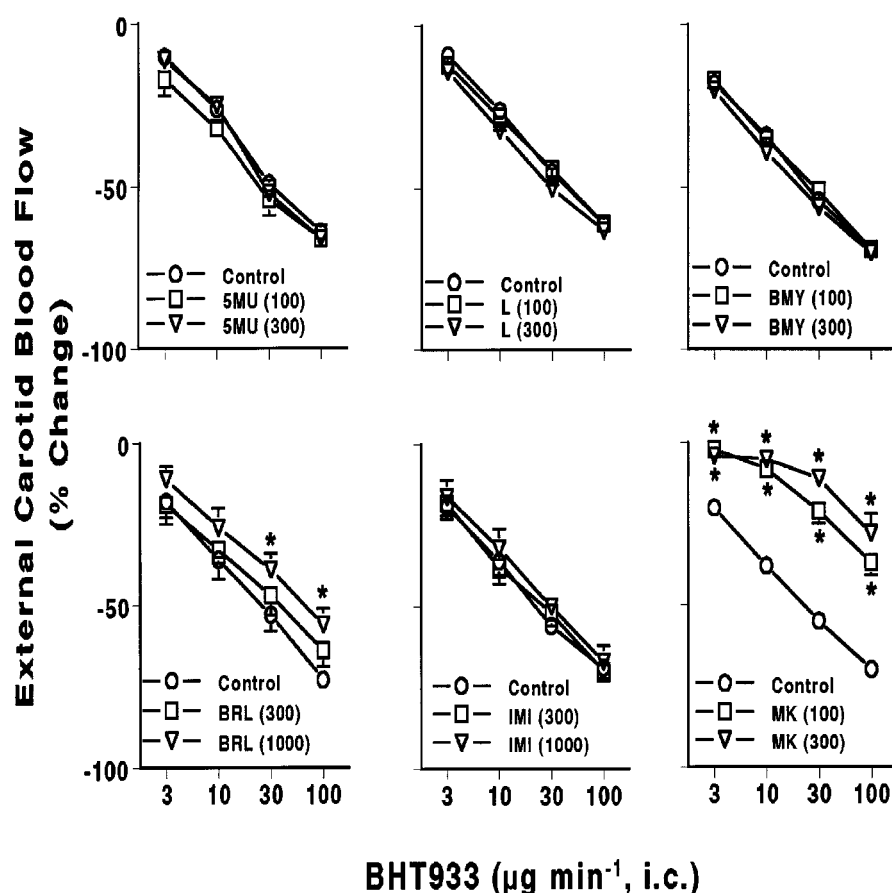 External Carotid Blood Flow
(% Change)
0
-50
-100
Control
5MU (100)
5MU (300)
Control
L (100)
L (300)
Control
BMY (100)
BMY (300)
0
-50
-100
*
*
Control
BRL (300)
BRL (1000)
3 10 30 100
Control
IMI (300)
IMI (1000)
3 10 30 100
* * * *
* * * *
Control
MK (100)
MK (300)
3 10 30 100
BHT933 (µg min⁻¹, i.c.)